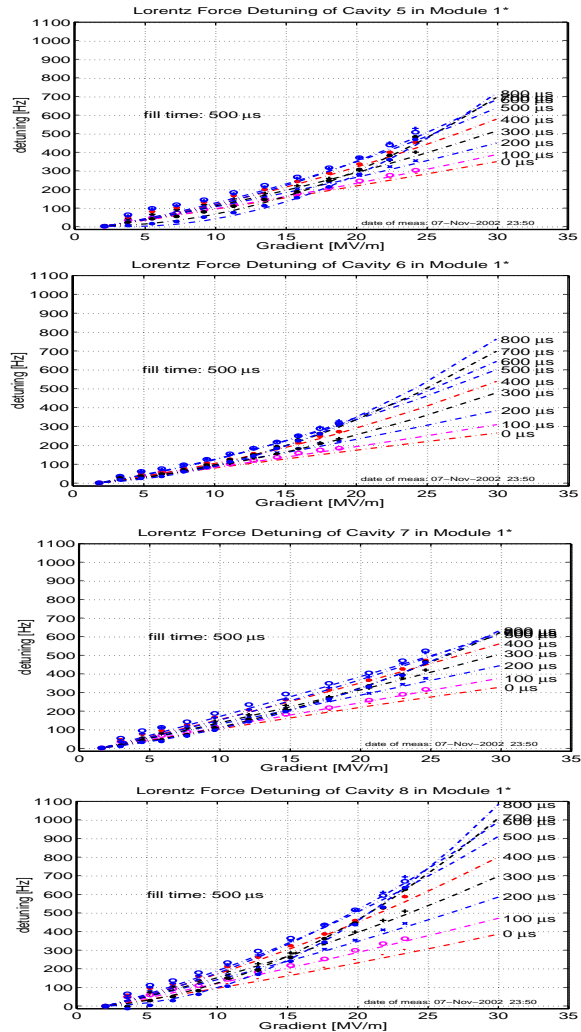 Lorentz Force Detuning of Cavity 5 in Module 1*
1100
1000
900
800
700
600
500
400
300
200
100
0
detuning [Hz]
fill time: 500 μs
800 μs
600 μs
500 μs
400 μs
300 μs
200 μs
100 μs
0 μs
date of meas: 07−Nov−2002 23:50
0 5 10 15 20 25 30 35
Gradient [MV/m]
Lorentz Force Detuning of Cavity 6 in Module 1*
1100
1000
900
800
700
600
500
400
300
200
100
0
detuning [Hz]
fill time: 500 μs
800 μs
700 μs
600 μs
500 μs
400 μs
300 μs
200 μs
100 μs
0 μs
date of meas: 07−Nov−2002 23:50
0 5 10 15 20 25 30 35
Gradient [MV/m]
Lorentz Force Detuning of Cavity 7 in Module 1*
1100
1000
900
800
700
600
500
400
300
200
100
0
detuning [Hz]
fill time: 500 μs
400 μs
300 μs
200 μs
100 μs
0 μs
date of meas: 07−Nov−2002 23:50
0 5 10 15 20 25 30 35
Gradient [MV/m]
Lorentz Force Detuning of Cavity 8 in Module 1*
1100
1000
900
800
700
600
500
400
300
200
100
0
detuning [Hz]
fill time: 500 μs
800 μs
700 μs
600 μs
500 μs
400 μs
300 μs
200 μs
100 μs
0 μs
date of meas: 07−Nov−2002 23:50
0 5 10 15 20 25 30 35
Gradient [MV/m]